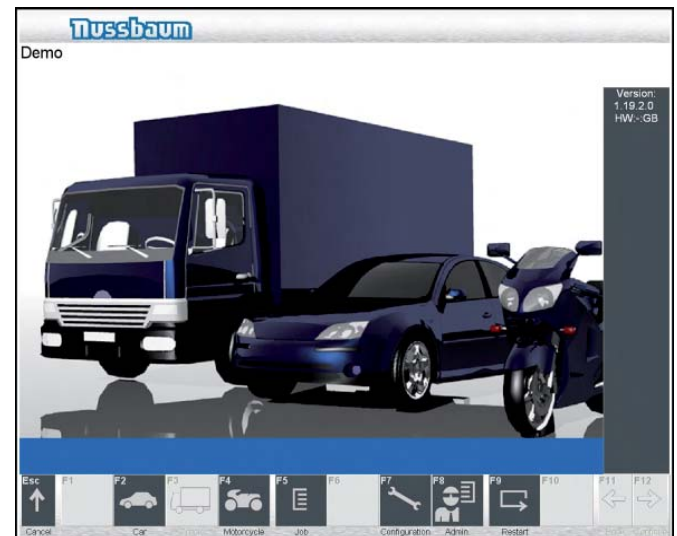 Nussbaum
Demo
Version:
1.19.2.0
HW:-:GB
Esc F1 F2 F3 F4 F5 F6 F7 F8 F9 F10 F11 F12
Cancel Car Motorcycle Job Configuration Admin Restart